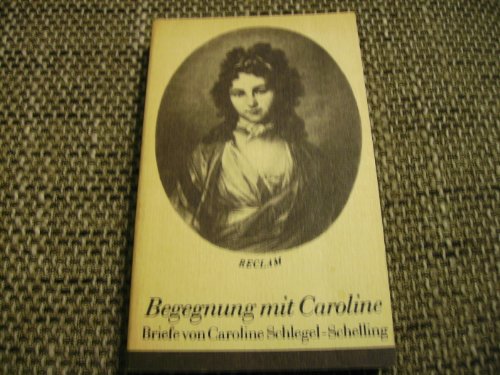 RECLAM
Begegnung mit Caroline
Briefe von Caroline Schlegel-Schelling